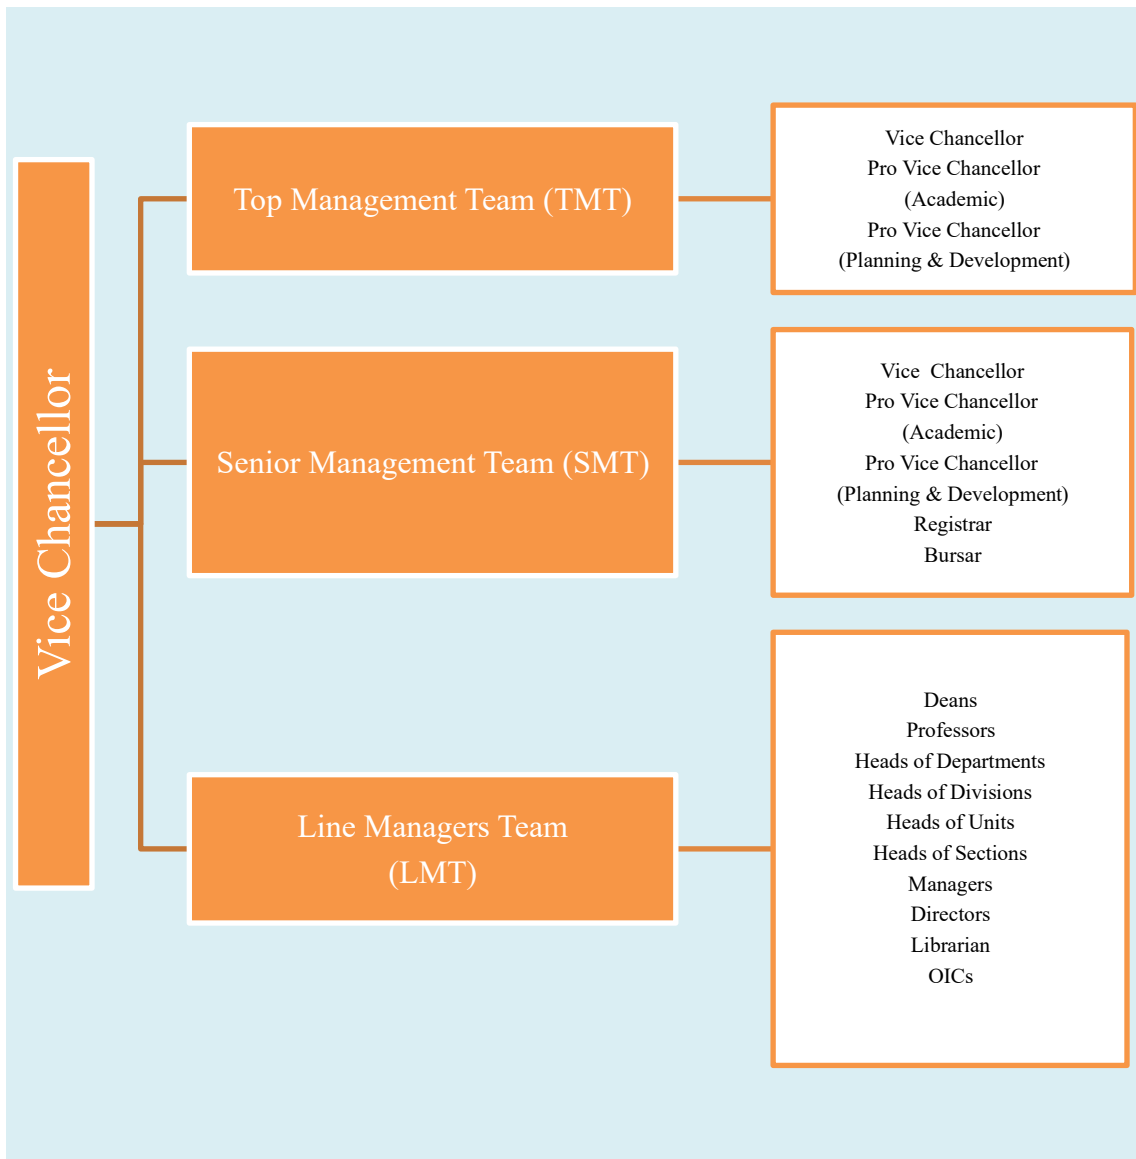 Vice Chancellor
Top Management Team (TMT)
Vice Chancellor
Pro Vice Chancellor
(Academic)
Pro Vice Chancellor
(Planning & Development)
Senior Management Team (SMT)
Vice  Chancellor
Pro Vice Chancellor
(Academic)
Pro Vice Chancellor
(Planning & Development)
Registrar
Bursar
Line Managers Team
(LMT)
Deans
Professors
Heads of Departments
Heads of Divisions
Heads of Units
Heads of Sections
Managers
Directors
Librarian
OICs